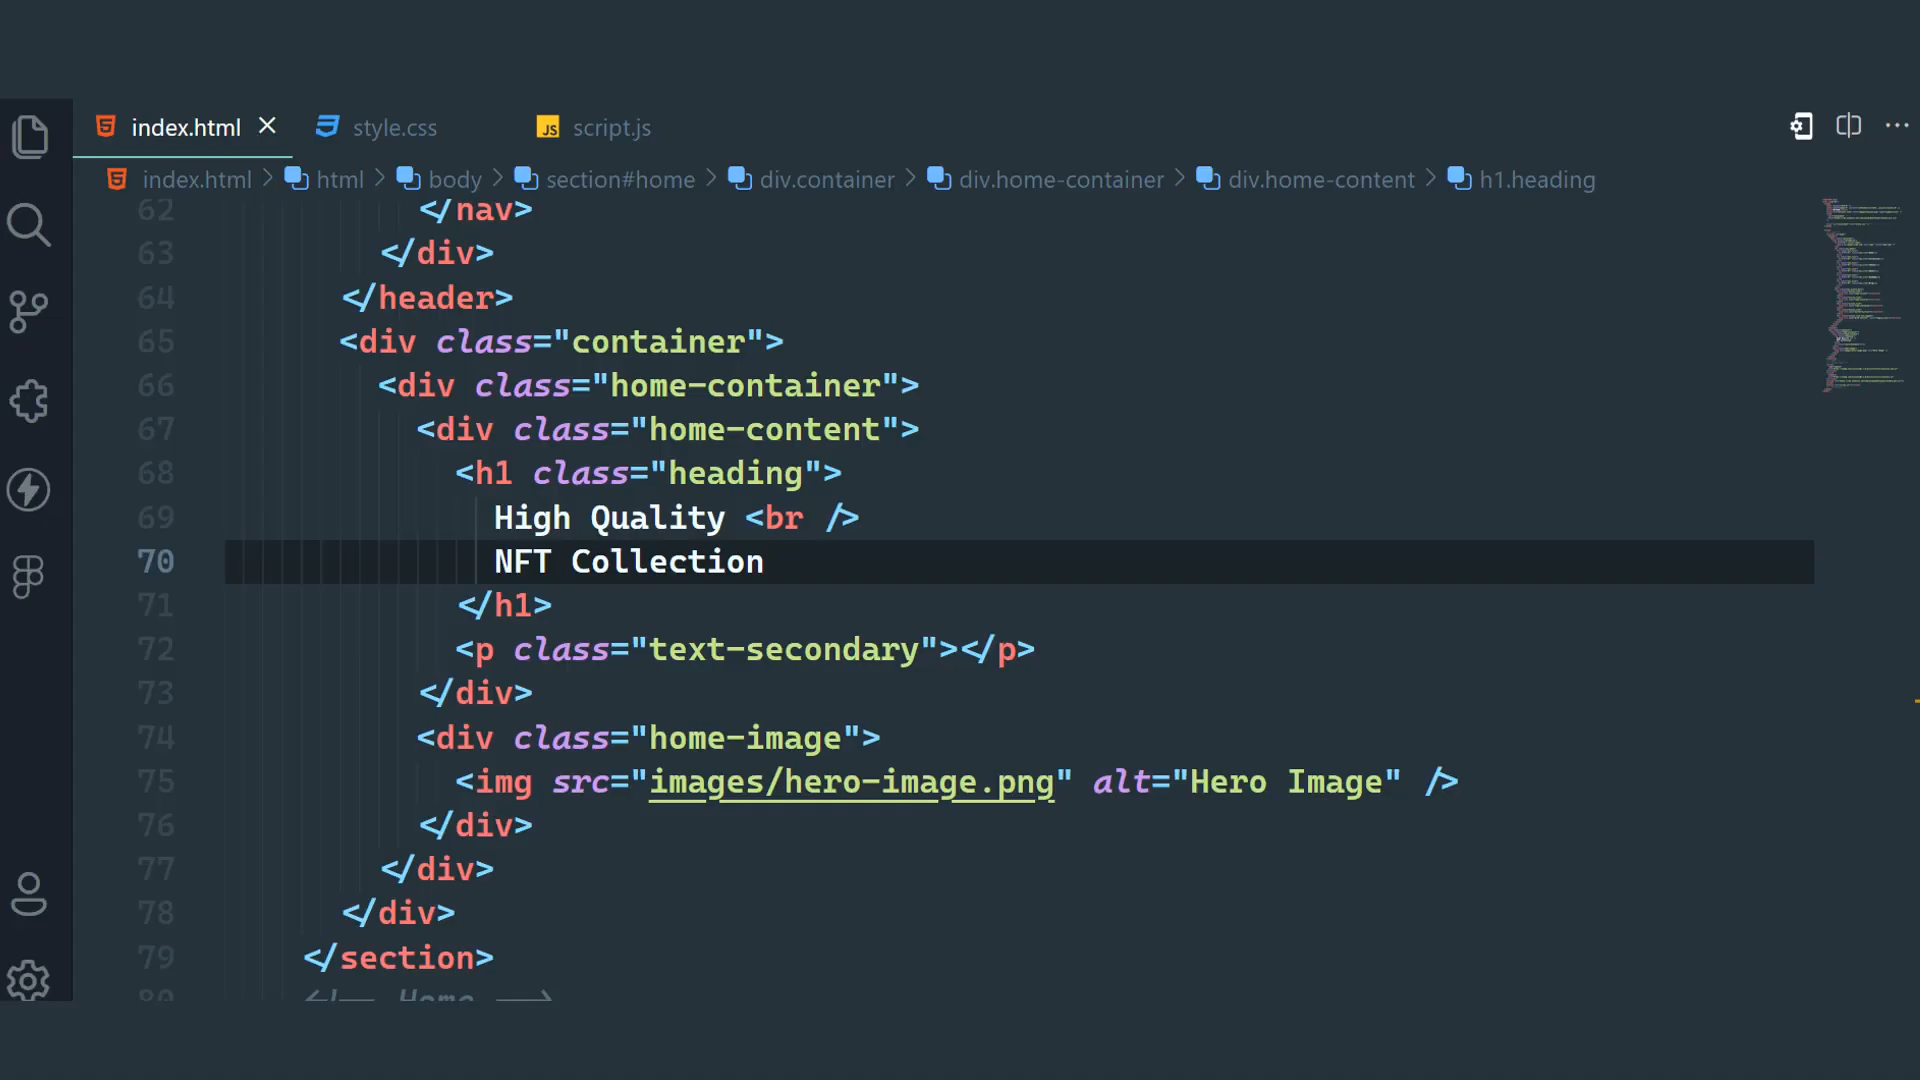 index.html
style.css
JS script.js
index.html > html > body > section#home > div.container > div.home-container > div.home-content > h1.heading
62 </nav>
63 </div>
64 </header>
65 <div class="container">
66 <div class="home-container">
67 <div class="home-content">
68 <h1 class="heading">
69 High Quality <br />
70 NFT Collection
71 </h1>
72 <p class="text-secondary"></p>
73 </div>
74 <div class="home-image">
75 <img src="images/hero-image.png" alt="Hero Image" />
76 </div>
77 </div>
78 </div>
79 </section>
80 <!-- Home -->